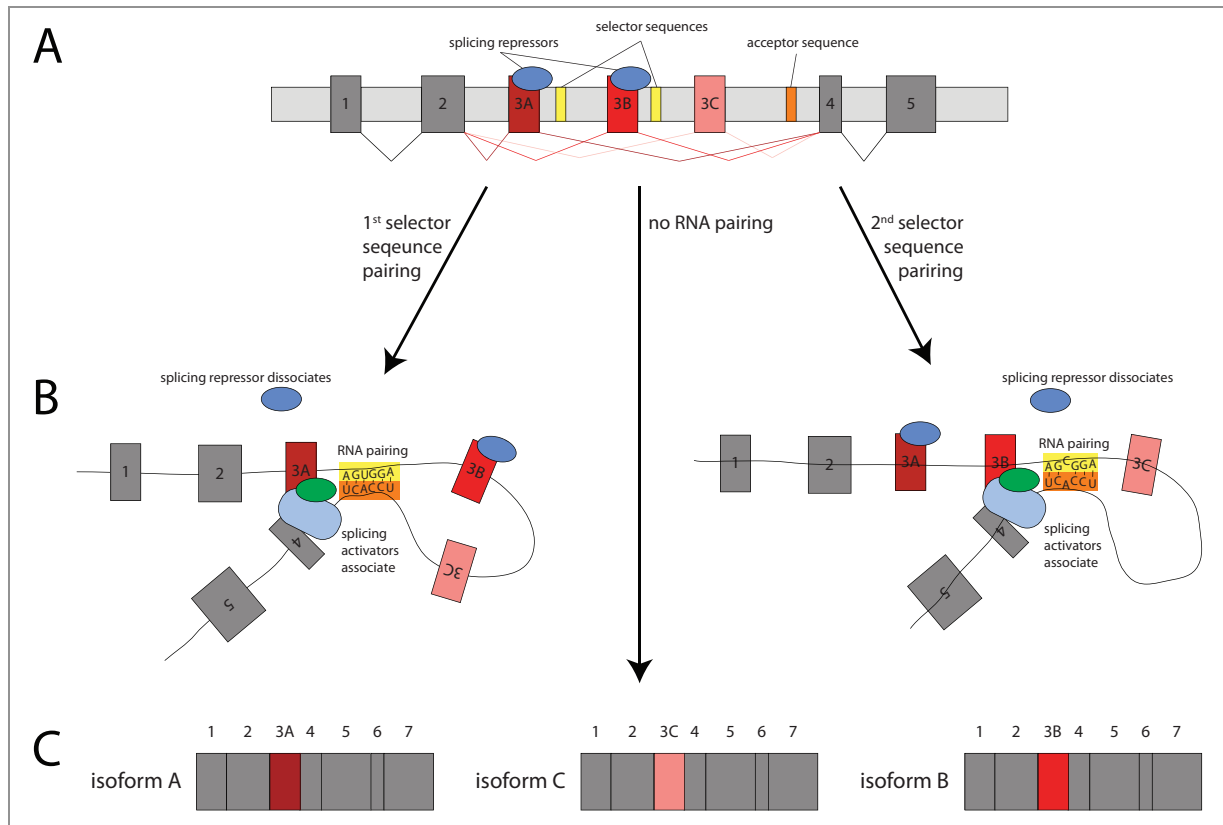 A
splicing repressors
selector sequences
acceptor sequence
1
2
3A
3B
3C
4
5
1st selector
seqeunce
pairing
no RNA pairing
2nd selector
sequence
pariring
B
splicing repressor dissociates
1
2
3A
RNA pairing
AGUGGA
UCACCU
3B
splicing
activators
associate
4
3C
5
splicing repressor dissociates
1
2
3A
3B
RNA pairing
AGCGGA
UCACCU
3C
splicing
activators
associate
4
5
C
1 2 3A 4 5 6 7
isoform A
1 2 3C 4 5 6 7
isoform C
1 2 3B 4 5 6 7
isoform B